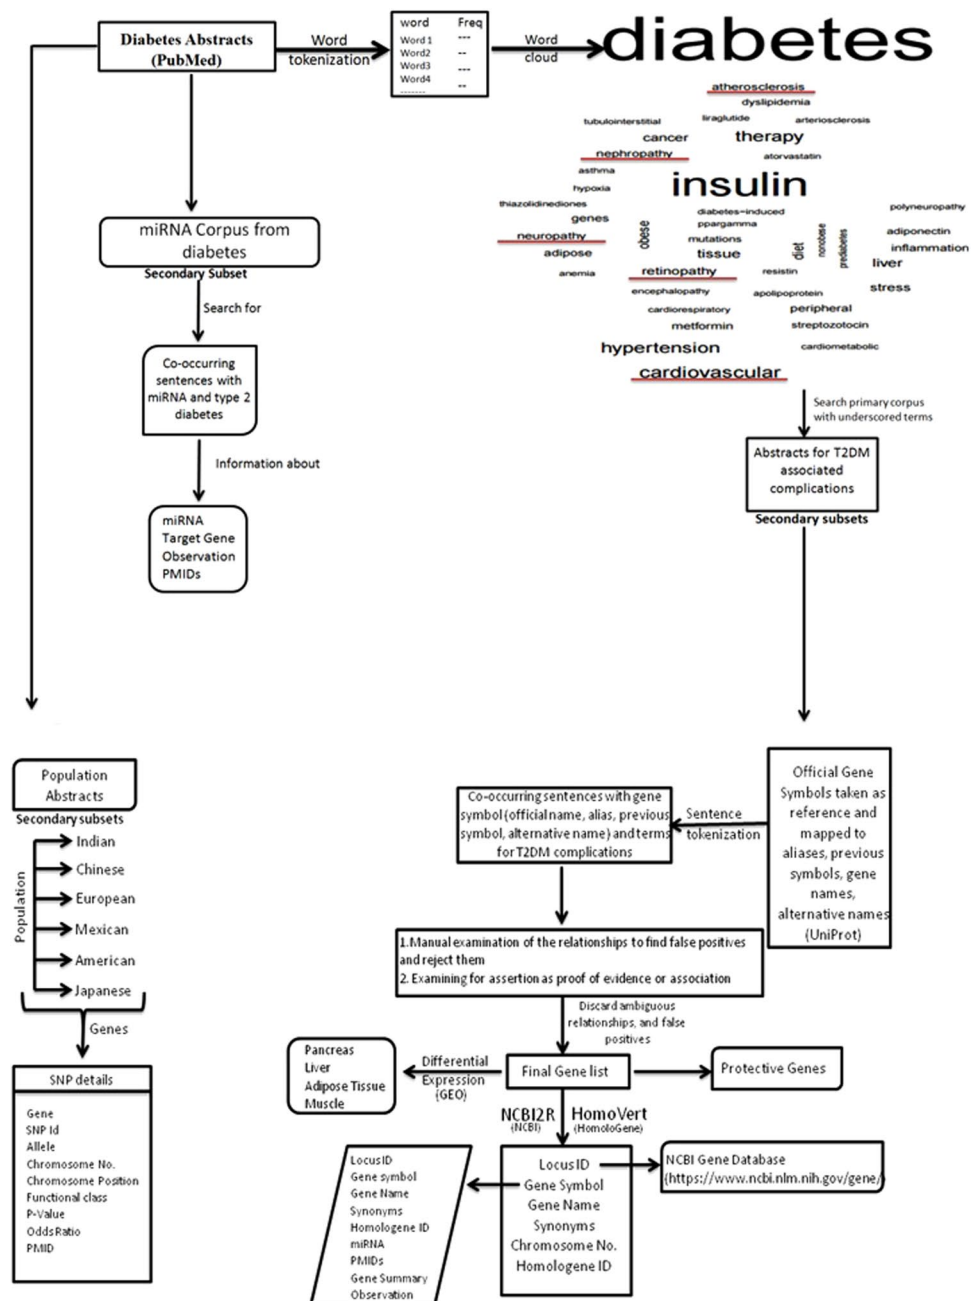 Diabetes Abstracts
(PubMed)
Word
tokenization
word Freq
Word 1 ---
Word2 --
Word3 ---
Word4 --
-------
Word
cloud
diabetes
atherosclerosis
dyslipidemia
tubulointerstitial
liraglutide
arteriosclerosis
cancer
therapy
nephropathy
atorvastatin
asthma
insulin
hypoxia
thiazolidinediones
diabetes-induced
polyneuropathy
genes
ppargamma
obese
neuropathy
mutations
diet
nonobese
prediabetes
adiponectin
adipose
tissue
inflammation
liver
anemia
retinopathy
resistin
encephalopathy
apolipoprotein
stress
cardiorespiratory
peripheral
metformin
streptozotocin
hypertension
cardiometabolic
cardiovascular
miRNA Corpus from
diabetes
Secondary Subset
Search for
Co-occurring
sentences with
miRNA and type 2
diabetes
Information about
miRNA
Target Gene
Observation
PMIDs
Search primary corpus
with underscored terms
Abstracts for T2DM
associated
complications
Secondary subsets
Official Gene
Symbols taken as
reference and
mapped to
aliases, previous
symbols, gene
names,
alternative names
(UniProt)
Sentence
tokenization
Co-occurring sentences with gene
symbol (official name, alias, previous
symbol, alternative name) and terms
for T2DM complications
1.Manual examination of the relationships to find false positives
and reject them
2. Examining for assertion as proof of evidence or association
Discard ambiguous
relationships, and false
positives
Final Gene list
Differential
Expression
(GEO)
Pancreas
Liver
Adipose Tissue
Muscle
Protective Genes
NCBI2R
(NCBI)
HomoVert
(HomoloGene)
LocusID
Gene Symbol
Gene Name
Synonyms
Chromosome No.
Homologene ID
NCBI Gene Database
(https://www.ncbi.nlm.nih.gov/gene/)
LocusID
Gene symbol
Gene Name
Synonyms
Homologene ID
miRNA
PMIDs
Gene Summary
Observation
Population
Abstracts
Secondary subsets
Population
Indian
Chinese
European
Mexican
American
Japanese
Genes
SNP details
Gene
SNP Id
Allele
Chromosome No.
Chromosome Position
Functional class
P-Value
OddsRatio
PMID